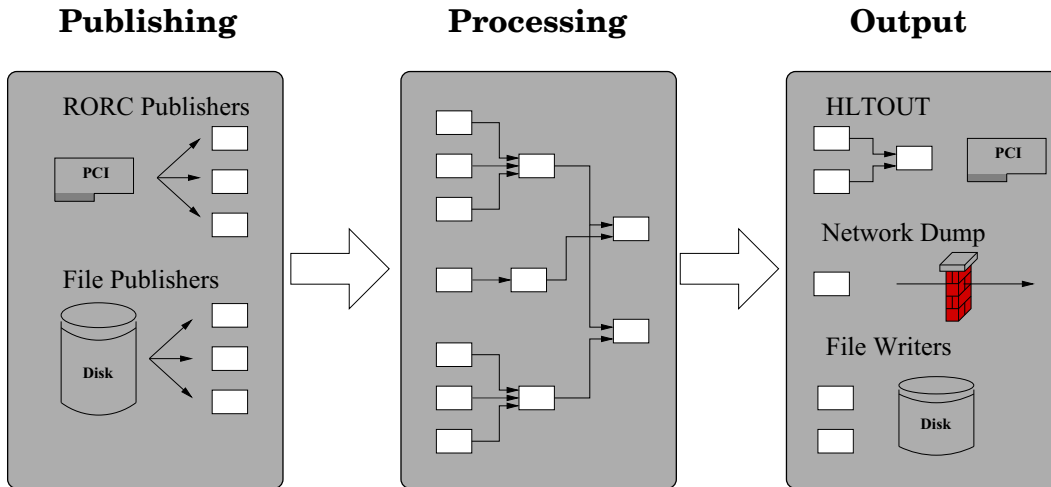 Publishing
Processing
Output
RORC Publishers
PCI
File Publishers
Disk
HLTOUT
PCI
Network Dump
File Writers
Disk